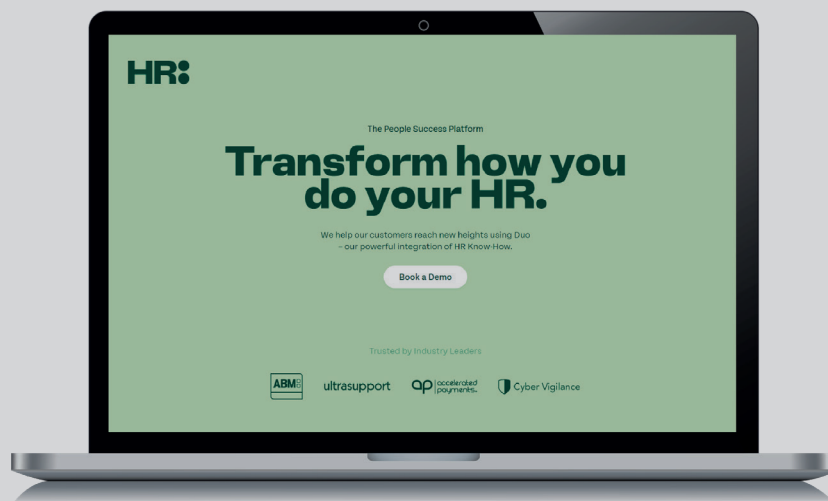 HR:
The People Success Platform
Transform how you
do your HR.
We help our customers reach new heights using Duo
– our powerful integration of HR Know-How.
Book a Demo
Trusted by Industry Leaders
ABM
ultrasupport
ap accelerated
payments.
Cyber Vigilance